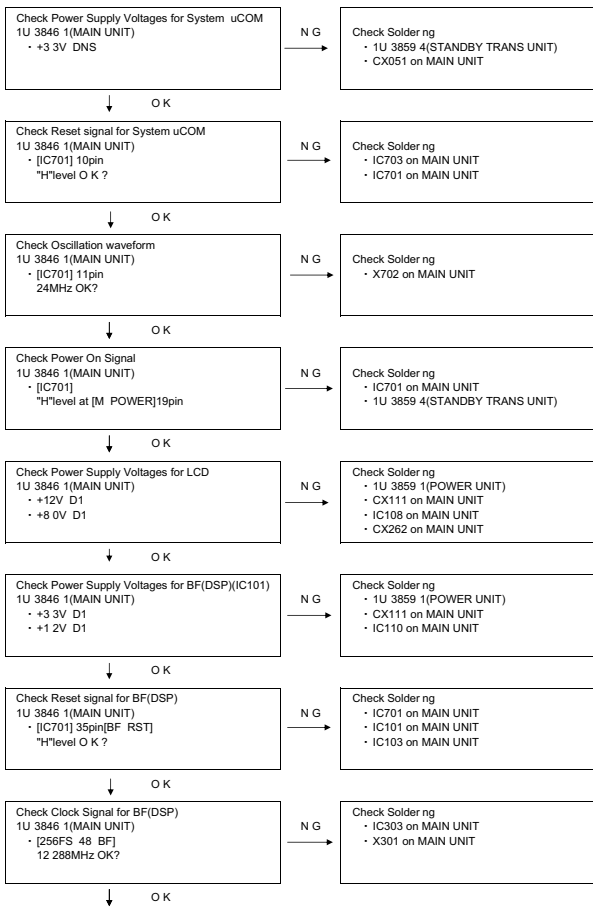 Check Power Supply Voltages for System uCOM
1U 3846 1(MAIN UNIT)
・ +3 3V DNS
N G
Check Solder ng
・ 1U 3859 4(STANDBY TRANS UNIT)
・ CX051 on MAIN UNIT
O K
Check Reset signal for System uCOM
1U 3846 1(MAIN UNIT)
・ [IC701] 10pin
"H"level O K ?
N G
Check Solder ng
・ IC703 on MAIN UNIT
・ IC701 on MAIN UNIT
O K
Check Oscillation waveform
1U 3846 1(MAIN UNIT)
・ [IC701] 11pin
24MHz OK?
N G
Check Solder ng
・ X702 on MAIN UNIT
O K
Check Power On Signal
1U 3846 1(MAIN UNIT)
・ [IC701]
"H"level at [M POWER]19pin
N G
Check Solder ng
・ IC701 on MAIN UNIT
・ 1U 3859 4(STANDBY TRANS UNIT)
O K
Check Power Supply Voltages for LCD
1U 3846 1(MAIN UNIT)
・ +12V D1
・ +8 0V D1
N G
Check Solder ng
・ 1U 3859 1(POWER UNIT)
・ CX111 on MAIN UNIT
・ IC108 on MAIN UNIT
・ CX262 on MAIN UNIT
O K
Check Power Supply Voltages for BF(DSP)(IC101)
1U 3846 1(MAIN UNIT)
・ +3 3V D1
・ +1 2V D1
N G
Check Solder ng
・ 1U 3859 1(POWER UNIT)
・ CX111 on MAIN UNIT
・ IC110 on MAIN UNIT
O K
Check Reset signal for BF(DSP)
1U 3846 1(MAIN UNIT)
・ [IC701] 35pin[BF RST]
"H"level O K ?
N G
Check Solder ng
・ IC701 on MAIN UNIT
・ IC101 on MAIN UNIT
・ IC103 on MAIN UNIT
O K
Check Clock Signal for BF(DSP)
1U 3846 1(MAIN UNIT)
・ [256FS 48 BF]
12 288MHz OK?
N G
Check Solder ng
・ IC303 on MAIN UNIT
・ X301 on MAIN UNIT
O K